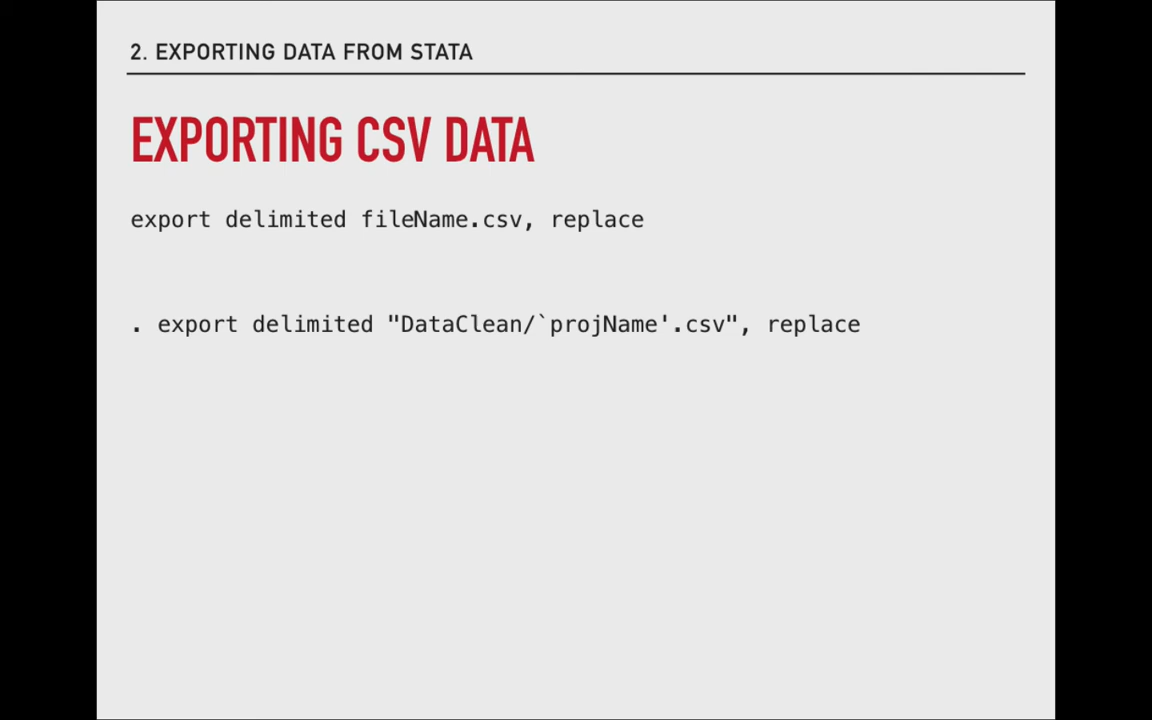 2. EXPORTING DATA FROM STATA
EXPORTING CSV DATA
export delimited fileName.csv, replace
. export delimited "DataClean/`projName'.csv", replace